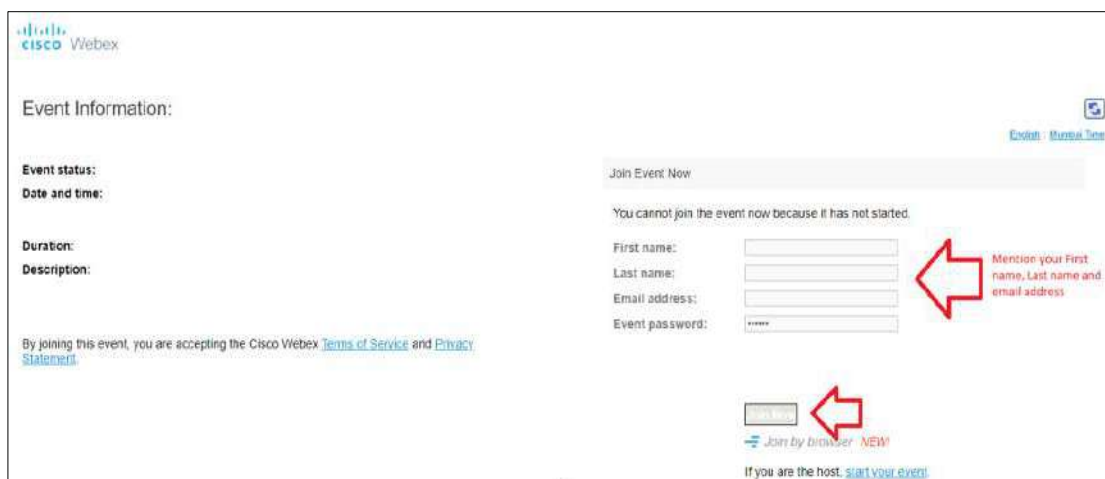 CISCO Webex
Event Information:
English : Mumbai Time
Event status:
Date and time:
Duration:
Description:
By joining this event, you are accepting the Cisco Webex Terms of Service and Privacy
Statement.
Join Event Now
You cannot join the event now because it has not started.
First name:
Last name:
Email address:
Event password:
Mention your First
name, Last name and
email address
Join Now
Join by browser NEW!
If you are the host, start your event.